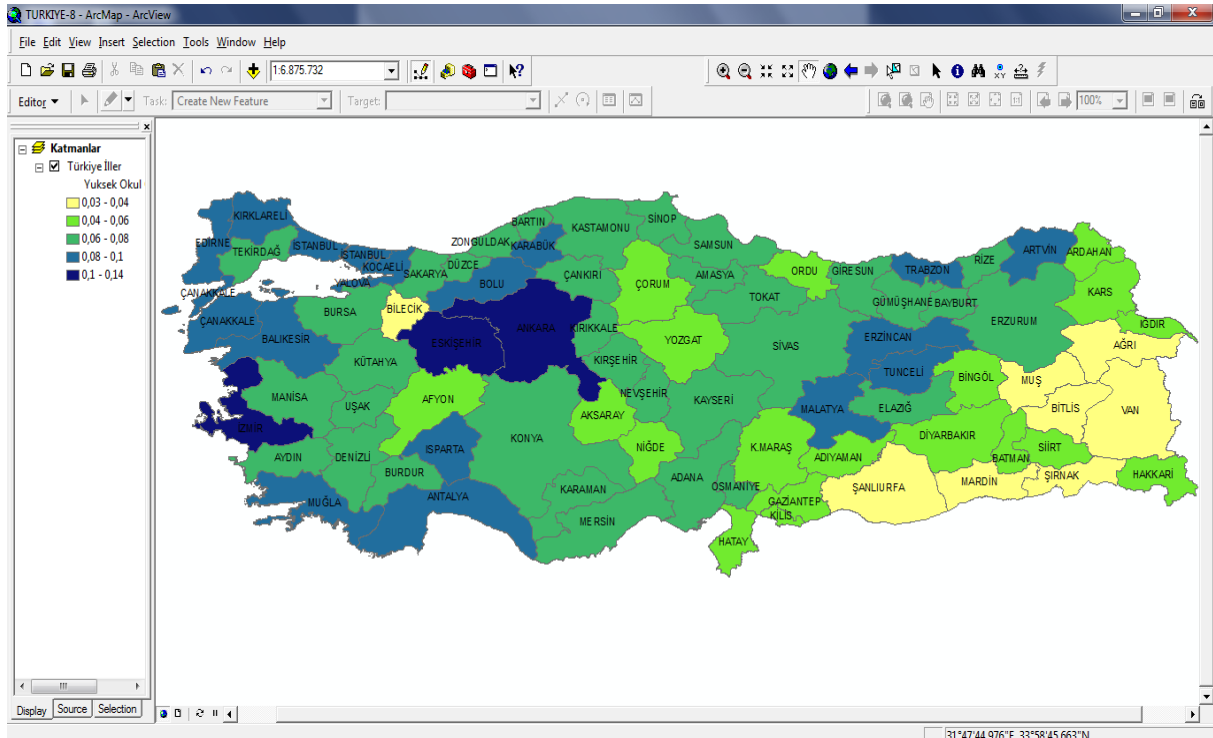 TURKIYE-8 - ArcMap - ArcView
File Edit View Insert Selection Tools Window Help
1:6.875.732
Editor Task: Create New Feature Target: 100%
Katmanlar
Türkiye İller
Yuksek Okul
0,03 - 0,04
0,04 - 0,06
0,06 - 0,08
0,08 - 0,1
0,1 - 0,14
KIRKLARELİ
EDİRNE
TEKİRDAĞ
İSTANBUL
İSTANBUL
KOCAELİ
YALOVA
SAKARYA
DÜZCE
ZONGULDAK
BARTIN
KARABÜK
KASTAMONU
SİNOP
SAMSUN
ÇANKIRI
BOLU
ÇORUM
AMASYA
ORDU
GİRESUN
TRABZON
RİZE
ARTVİN
ARDAHAN
KARS
IĞDIR
ÇANAKKALE
ÇANAKKALE
BALIKESİR
BURSA
BİLECİK
ESKİŞEHİR
ANKARA
KIRIKKALE
YOZGAT
TOKAT
SİVAS
GÜMÜŞHANE
BAYBURT
ERZURUM
ERZİNCAN
AĞRI
KÜTAHYA
MANİSA
UŞAK
AFYON
KIRŞEHİR
NEVŞEHİR
KAYSERİ
AKSARAY
MALATYA
TUNCELİ
ELAZIĞ
BİNGÖL
MUŞ
BİTLİS
VAN
İZMİR
AYDIN
DENİZLİ
BURDUR
ISPARTA
KONYA
NİĞDE
K.MARAŞ
ADIYAMAN
DİYARBAKIR
BATMAN
SİİRT
ŞIRNAK
HAKKARİ
MUĞLA
ANTALYA
KARAMAN
MERSİN
ADANA
OSMANİYE
GAZİANTEP
KİLİS
HATAY
ŞANLIURFA
MARDİN
Display Source Selection
31°47'44,976"E 33°58'45,663"N